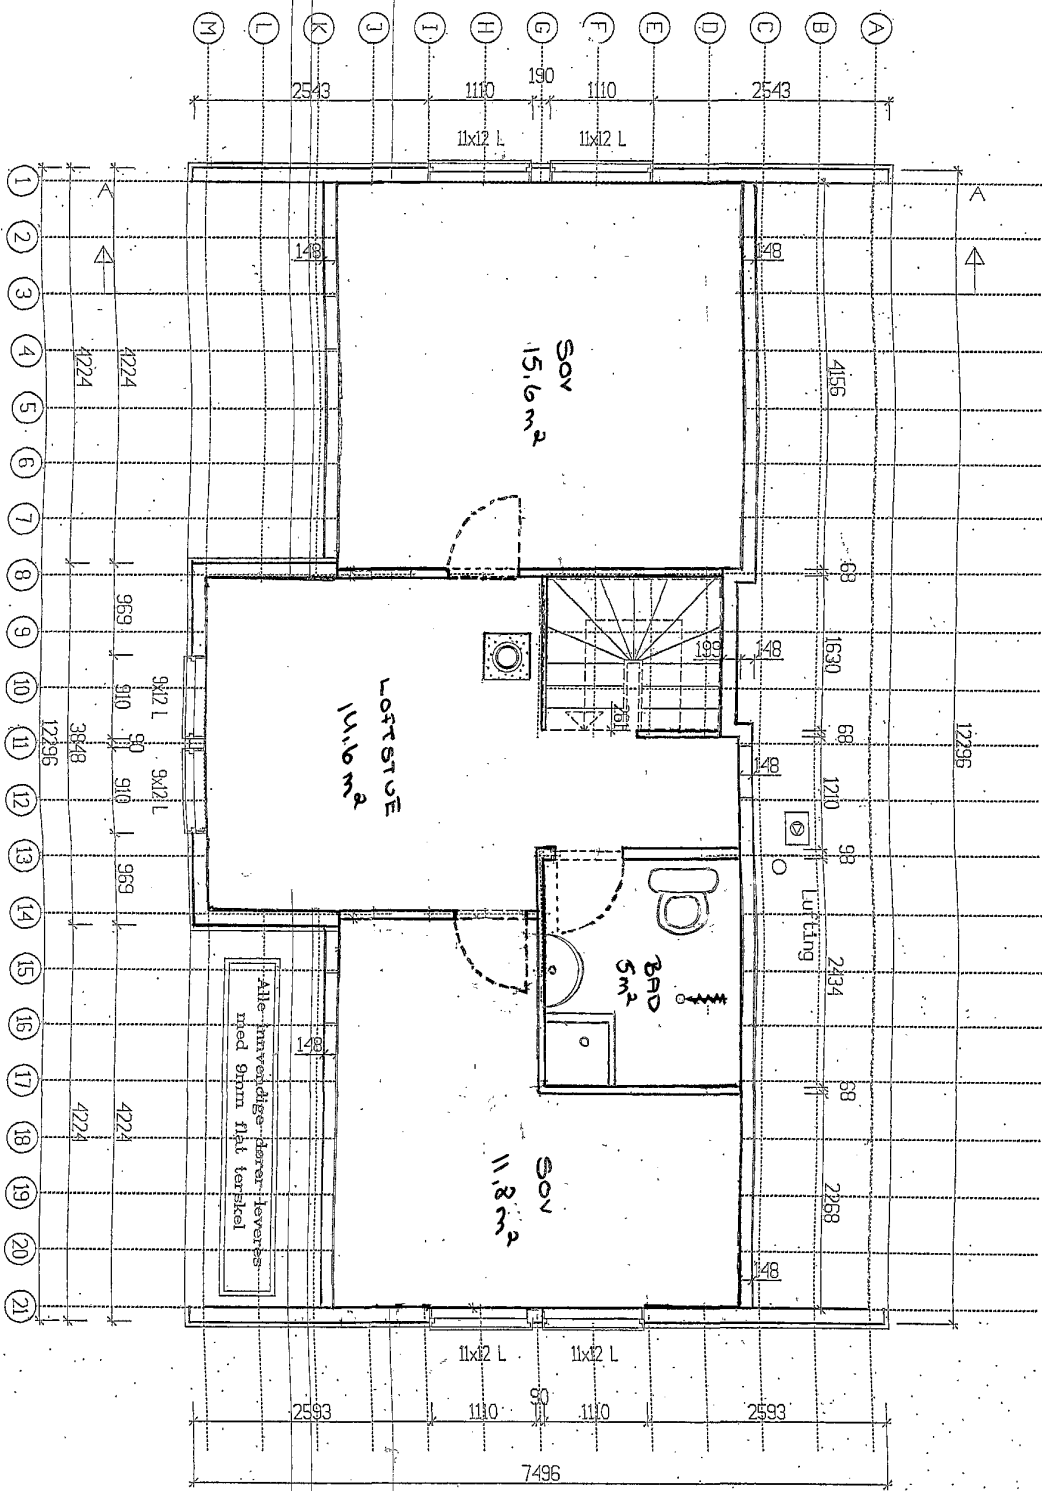 M L K J I H G F E D C B A
2543 1110 190 1110 2543
11x12 L 11x12 L
1
2
3
4
5
6
7
8
9
10
11
12
13
14
15
16
17
18
19
20
21
A A
148 148
4224 4224 4156
Sov
15,6 m2
68
969 1630
199 148
9x12 L 910
LOFTSTUE
14,6 m2
12296 3848 90 68 12296
148
9x12 L 910 1210
98
969
Lufting
2434
BAD
5 m2
148
Alle innvendige dører leveres
med 9mm flat terskel
68
4224 4224
Sov
11,2 m2
2268
148
11x12 L 11x12 L
2593 1110 90 1110 2593
7496